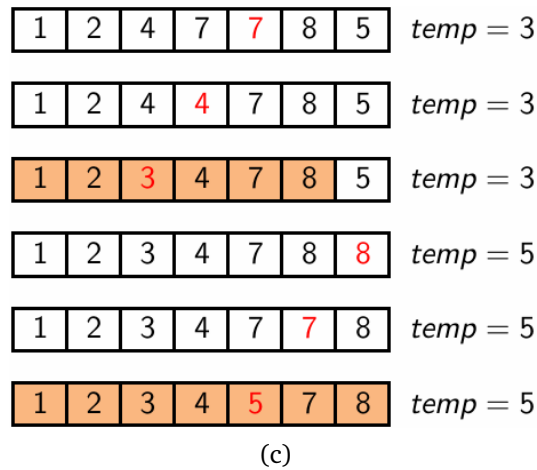 1 2 4 7 7 8 5 temp = 3
1 2 4 4 7 8 5 temp = 3
1 2 3 4 7 8 5 temp = 3
1 2 3 4 7 8 8 temp = 5
1 2 3 4 7 7 8 temp = 5
1 2 3 4 5 7 8 temp = 5
(c)